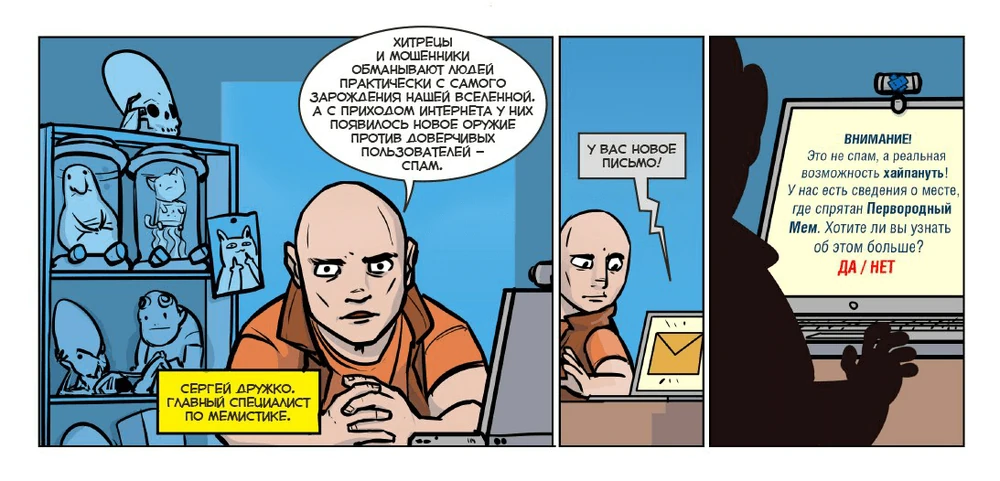 ХИТРЕЦЫ
И МОШЕННИКИ
ОБМАНЫВАЮТ ЛЮДЕЙ
ПРАКТИЧЕСКИ С САМОГО
ЗАРОЖДЕНИЯ НАШЕЙ ВСЕЛЕННОЙ.
А С ПРИХОДОМ ИНТЕРНЕТА У НИХ
ПОЯВИЛОСЬ НОВОЕ ОРУЖИЕ
ПРОТИВ ДОВЕРЧИВЫХ
ПОЛЬЗОВАТЕЛЕЙ –
СПАМ.
СЕРГЕЙ ДРУЖКО.
ГЛАВНЫЙ СПЕЦИАЛИСТ
ПО МЕМИСТИКЕ.
У ВАС НОВОЕ
ПИСЬМО!
ВНИМАНИЕ!
Это не спам, а реальная
возможность хайпануть!
У нас есть сведения о месте,
где спрятан Первородный
Мем. Хотите ли вы узнать
об этом больше?
ДА / НЕТ